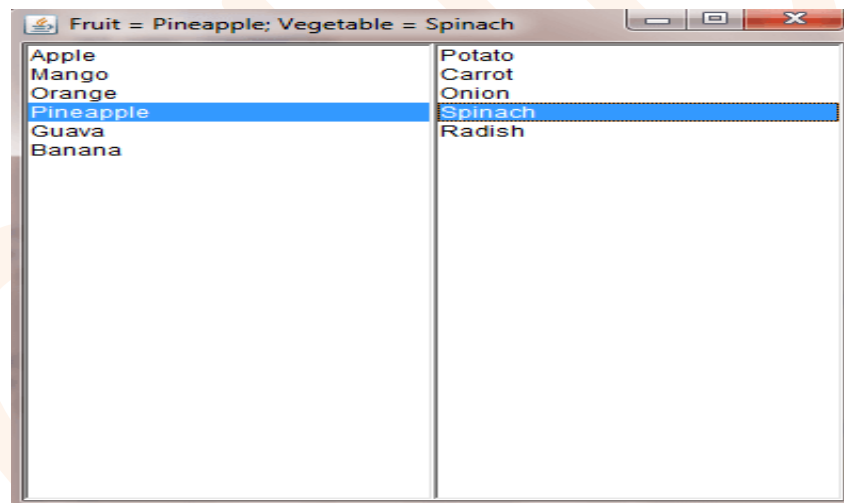 Fruit = Pineapple; Vegetable = Spinach
Apple
Mango
Orange
Pineapple
Guava
Banana
Potato
Carrot
Onion
Spinach
Radish